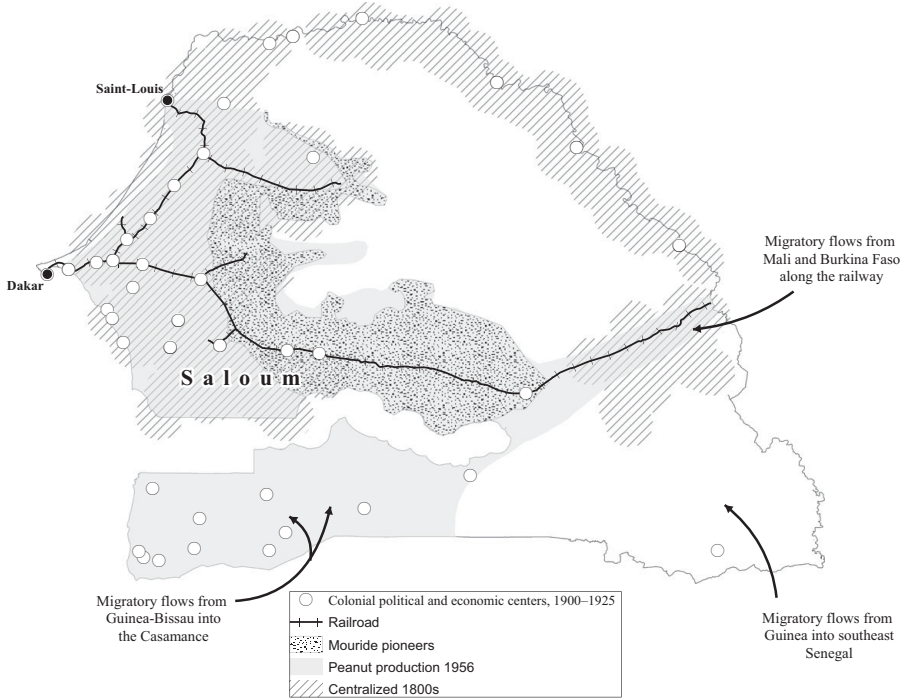 Saint-Louis
Dakar
Saloum
Migratory flows from
Mali and Burkina Faso
along the railway
Migratory flows from
Guinea-Bissau into
the Casamance
Migratory flows from
Guinea into southeast
Senegal
Colonial political and economic centers, 1900–1925
Railroad
Mouride pioneers
Peanut production 1956
Centralized 1800s